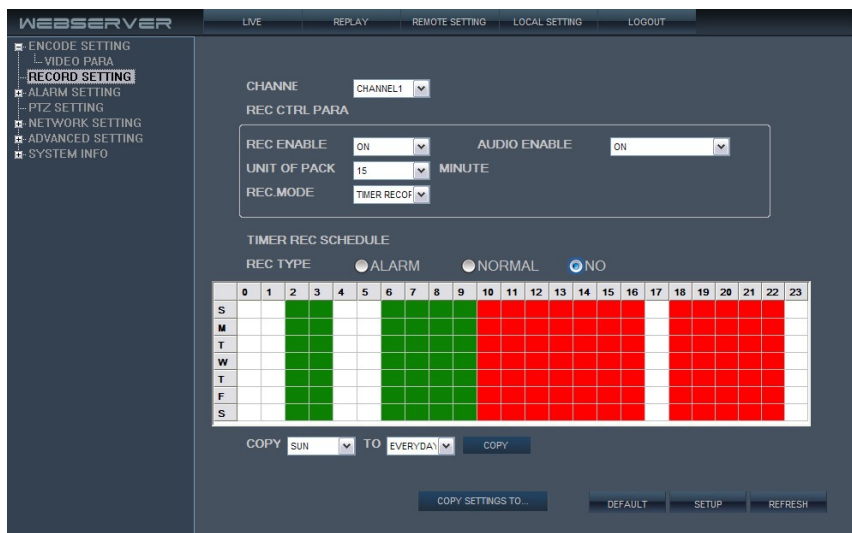 WEBSERVER
LIVE REPLAY REMOTE SETTING LOCAL SETTING LOGOUT
ENCODE SETTING
VIDEO PARA
RECORD SETTING
ALARM SETTING
PTZ SETTING
NETWORK SETTING
ADVANCED SETTING
SYSTEM INFO
CHANNE CHANNEL1
REC CTRL PARA
REC ENABLE ON AUDIO ENABLE ON
UNIT OF PACK 15 MINUTE
REC.MODE TIMER RECOF
TIMER REC SCHEDULE
REC TYPE ALARM NORMAL NO
0 1 2 3 4 5 6 7 8 9 10 11 12 13 14 15 16 17 18 19 20 21 22 23
S
M
T
W
T
F
S
COPY SUN TO EVERYDAY COPY
COPY SETTINGS TO...
DEFAULT SETUP REFRESH